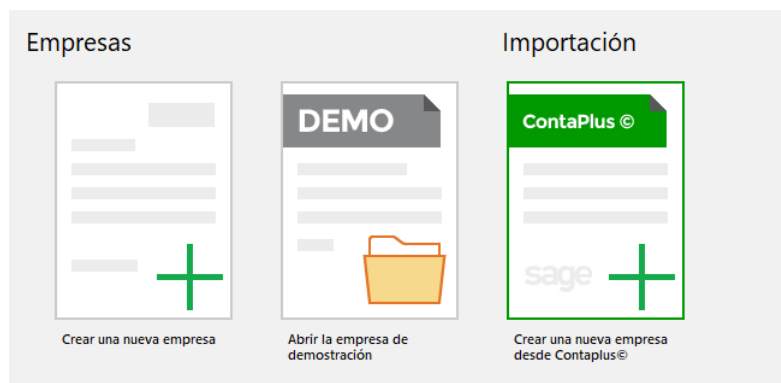 Empresas
Importación
DEMO
ContaPlus ©
sage
Crear una nueva empresa
Abrir la empresa de
demostración
Crear una nueva empresa
desde Contaplus©